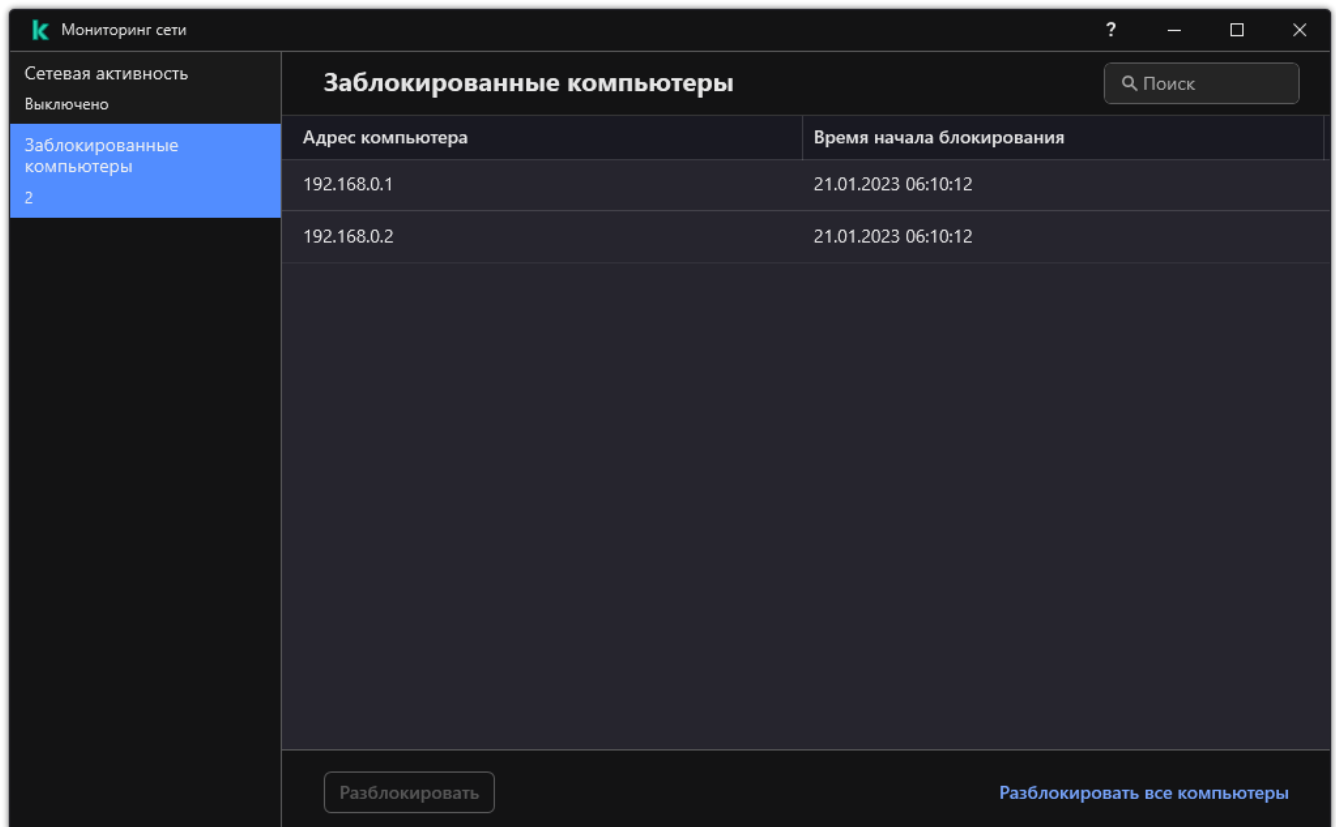 Мониторинг сети
?
Сетевая активность
Выключено
Заблокированные
компьютеры
2
Заблокированные компьютеры
Поиск
Адрес компьютера Время начала блокирования
192.168.0.1 21.01.2023 06:10:12
192.168.0.2 21.01.2023 06:10:12
Разблокировать
Разблокировать все компьютеры